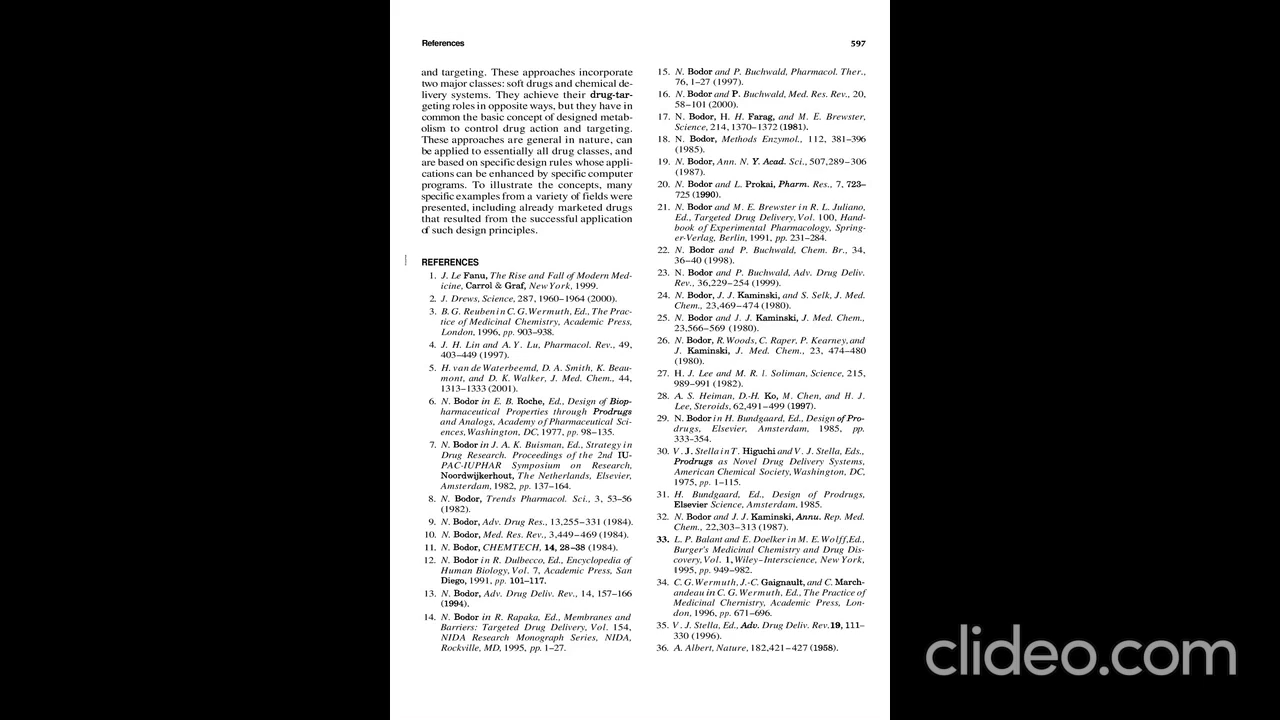 References
597
and targeting. These approaches incorporate
two major classes: soft drugs and chemical de-
livery systems. They achieve their drug-tar-
geting roles in opposite ways, but they have in
common the basic concept of designed metab-
olism to control drug action and targeting.
These approaches are general in nature, can
be applied to essentially all drug classes, and
are based on specific design rules whose appli-
cations can be enhanced by specific computer
programs. To illustrate the concepts, many
specific examples from a variety of fields were
presented, including already marketed drugs
that resulted from the successful application
of such design principles.
REFERENCES
1. J. Le Fanu, The Rise and Fall of Modern Med-
icine, Carrol & Graf, New York, 1999.
2. J. Drews, Science, 287, 1960–1964 (2000).
3. B. G. Reuben in C. G. Wermuth, Ed., The Prac-
tice of Medicinal Chemistry, Academic Press,
London, 1996, pp. 903–938.
4. J. H. Lin and A. Y. Lu, Pharmacol. Rev., 49,
403–449 (1997).
5. H. van de Waterbeemd, D. A. Smith, K. Beau-
mont, and D. K. Walker, J. Med. Chem., 44,
1313–1333 (2001).
6. N. Bodor in E. B. Roche, Ed., Design of Biop-
harmaceutical Properties through Prodrugs
and Analogs, Academy of Pharmaceutical Sci-
ences, Washington, DC, 1977, pp. 98–135.
7. N. Bodor in J. A. K. Buisman, Ed., Strategy in
Drug Research. Proceedings of the 2nd IU-
PAC-IUPHAR Symposium on Research,
Noordwijkerhout, The Netherlands, Elsevier,
Amsterdam, 1982, pp. 137–164.
8. N. Bodor, Trends Pharmacol. Sci., 3, 53–56
(1982).
9. N. Bodor, Adv. Drug Res., 13,255–331 (1984).
10. N. Bodor, Med. Res. Rev., 3,449–469 (1984).
11. N. Bodor, CHEMTECH, 14, 28–38 (1984).
12. N. Bodor in R. Dulbecco, Ed., Encyclopedia of
Human Biology, Vol. 7, Academic Press, San
Diego, 1991, pp. 101–117.
13. N. Bodor, Adv. Drug Deliv. Rev., 14, 157–166
(1994).
14. N. Bodor in R. Rapaka, Ed., Membranes and
Barriers: Targeted Drug Delivery, Vol. 154,
NIDA Research Monograph Series, NIDA,
Rockville, MD, 1995, pp. 1–27.
15. N. Bodor and P. Buchwald, Pharmacol. Ther.,
76, 1–27 (1997).
16. N. Bodor and P. Buchwald, Med. Res. Rev., 20,
58–101 (2000).
17. N. Bodor, H. H. Farag, and M. E. Brewster,
Science, 214, 1370–1372 (1981).
18. N. Bodor, Methods Enzymol., 112, 381–396
(1985).
19. N. Bodor, Ann. N. Y. Acad. Sci., 507,289–306
(1987).
20. N. Bodor and L. Prokai, Pharm. Res., 7, 723–
725 (1990).
21. N. Bodor and M. E. Brewster in R. L. Juliano,
Ed., Targeted Drug Delivery, Vol. 100, Hand-
book of Experimental Pharmacology, Spring-
er-Verlag, Berlin, 1991, pp. 231–284.
22. N. Bodor and P. Buchwald, Chem. Br., 34,
36–40 (1998).
23. N. Bodor and P. Buchwald, Adv. Drug Deliv.
Rev., 36,229–254 (1999).
24. N. Bodor, J. J. Kaminski, and S. Selk, J. Med.
Chem., 23,469–474 (1980).
25. N. Bodor and J. J. Kaminski, J. Med. Chem.,
23,566–569 (1980).
26. N. Bodor, R. Woods, C. Raper, P. Kearney, and
J. Kaminski, J. Med. Chem., 23, 474–480
(1980).
27. H. J. Lee and M. R. I. Soliman, Science, 215,
989–991 (1982).
28. A. S. Heiman, D.-H. Ko, M. Chen, and H. J.
Lee, Steroids, 62,491–499 (1997).
29. N. Bodor in H. Bundgaard, Ed., Design of Pro-
drugs, Elsevier, Amsterdam, 1985, pp.
333-354.
30. V. J. Stella in T. Higuchi and V. J. Stella, Eds.,
Prodrugs as Novel Drug Delivery Systems,
American Chemical Society, Washington, DC,
1975, pp. 1–115.
31. H. Bundgaard, Ed., Design of Prodrugs,
Elsevier Science, Amsterdam, 1985.
32. N. Bodor and J. J. Kaminski, Annu. Rep. Med.
Chem., 22,303–313 (1987).
33. L. P. Balant and E. Doelker in M. E. Wolff, Ed.,
Burger's Medicinal Chemistry and Drug Dis-
covery, Vol. 1, Wiley–Interscience, New York,
1995, pp. 949–982.
34. C. G. Wermuth, J.-C. Gaignault, and C. March-
andeau in C. G. Wermuth, Ed., The Practice of
Medicinal Chemistry, Academic Press, Lon-
don, 1996, pp. 671–696.
35. V. J. Stella, Ed., Adv. Drug Deliv. Rev. 19, 111–
330 (1996).
36. A. Albert, Nature, 182,421–427 (1958).
clideo.com